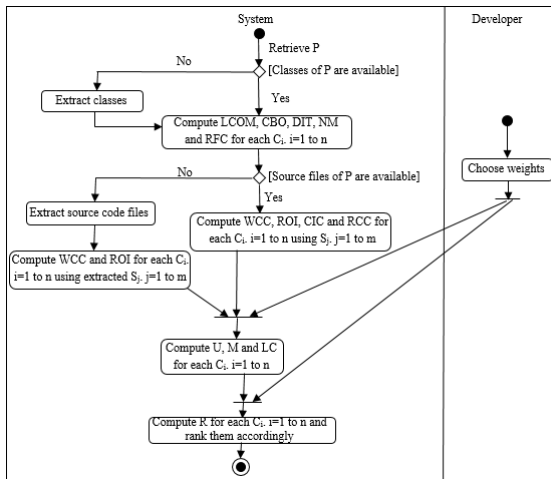 System
Developer
Retrieve P
No
[Classes of P are available]
Extract classes
Yes
Compute LCOM, CBO, DIT, NM
and RFC for each Ci. i=1 to n
No
[Source files of P are available]
Yes
Choose weights
Extract source code files
Compute WCC, ROI, CIC and RCC for
each Ci. i=1 to n using Sj. j=1 to m
Compute WCC and ROI for each Ci.
i=1 to n using extracted Sj. j=1 to m
Compute U, M and LC
for each Ci. i=1 to n
Compute R for each Ci. i=1 to n and
rank them accordingly